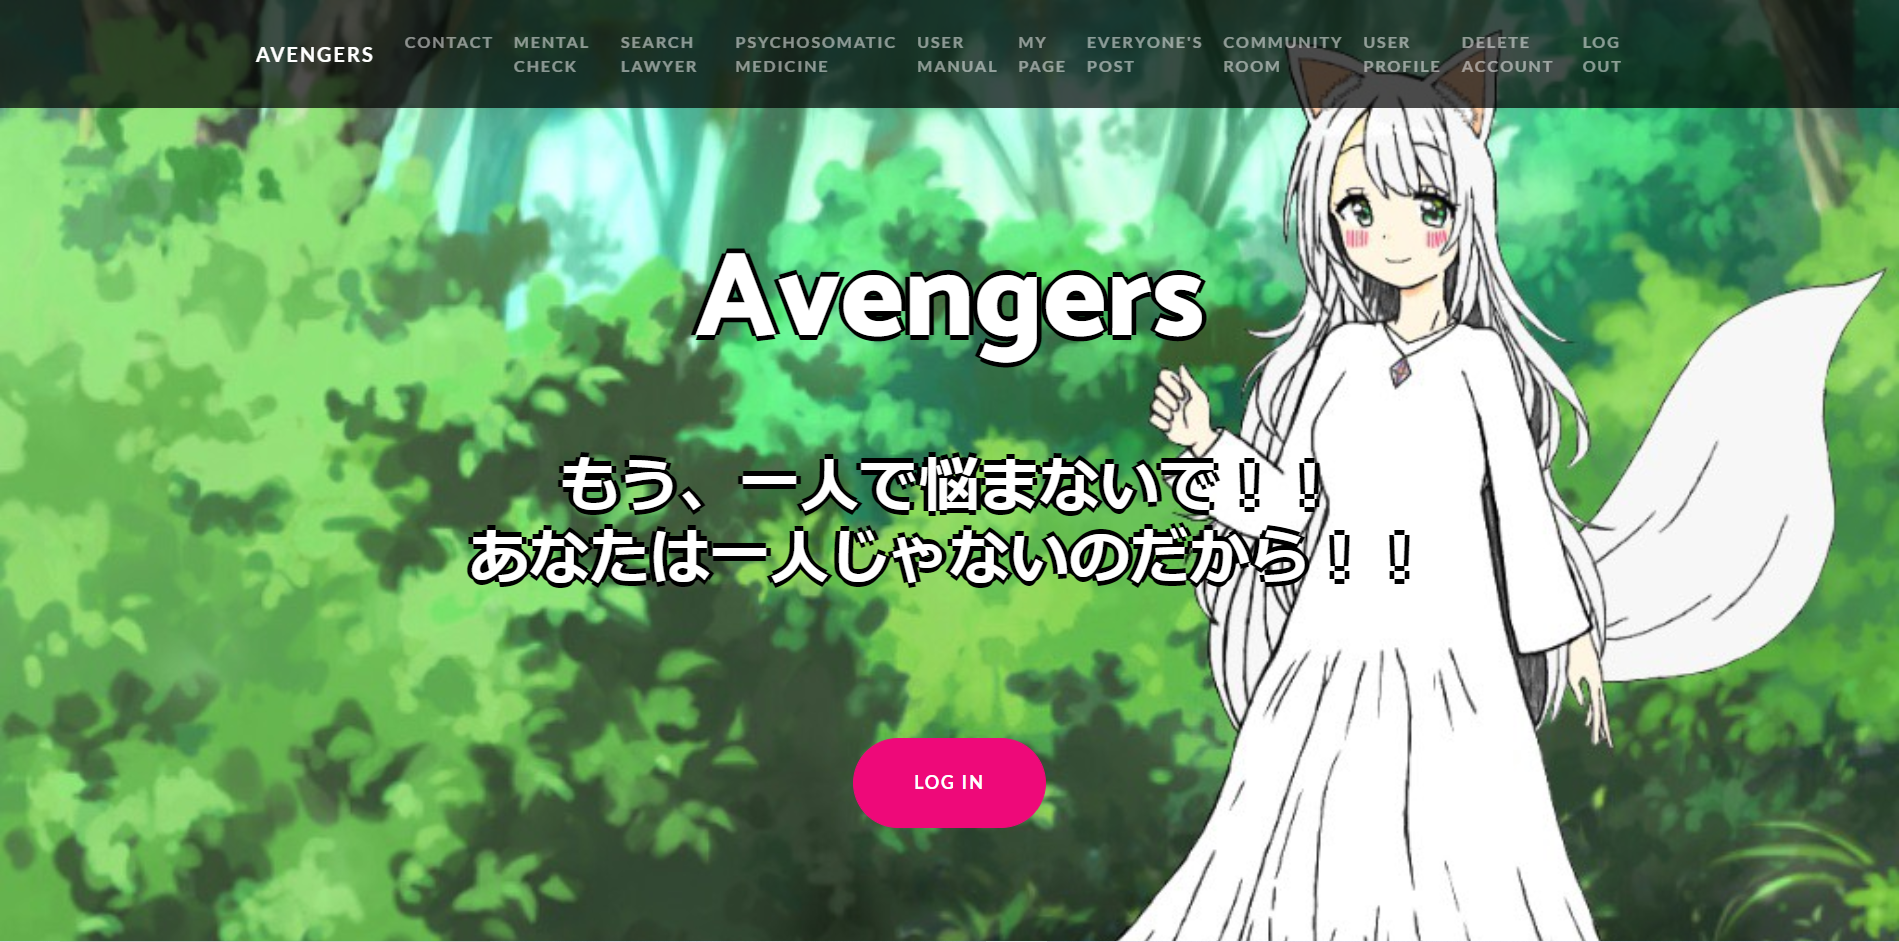 AVENGERS
CONTACT
MENTAL CHECK
SEARCH LAWYER
PSYCHOSOMATIC MEDICINE
USER MANUAL
MY PAGE
EVERYONE'S POST
COMMUNITY ROOM
USER PROFILE
DELETE ACCOUNT
LOG OUT
Avengers
もう、一人で悩まないで！！
あなたは一人じゃないのだから！！
LOG IN